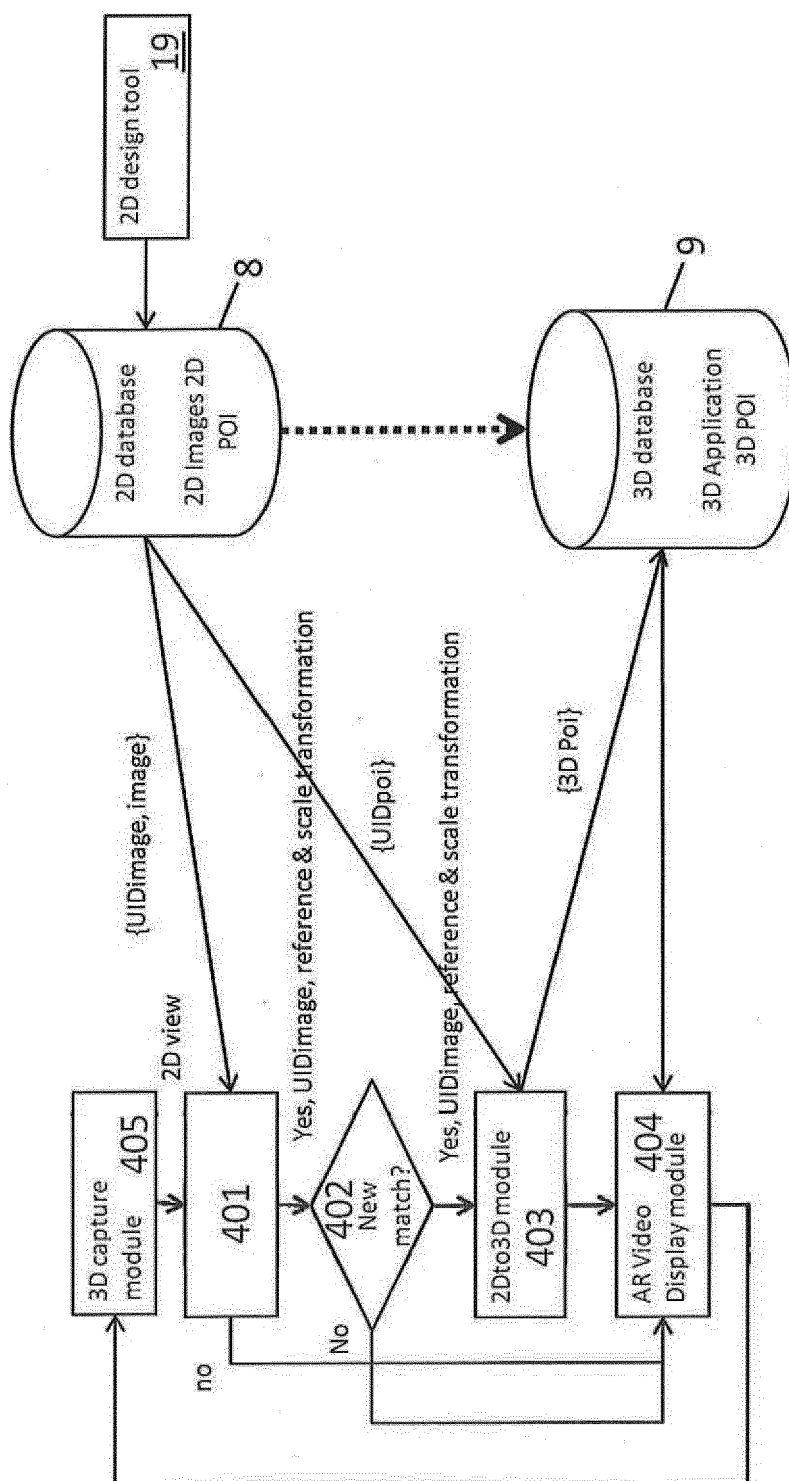 2D design tool
19
2D database
2D Images 2D
POI
8
3D database
3D Application
3D POI
9
{UIDimage, image}
{UIDpoi}
{3D Poi}
3D capture
module 405
2D view
401
Yes, UIDimage, reference & scale transformation
402
New
match?
Yes, UIDimage, reference & scale transformation
2Dto3D module
403
AR Video 404
Display module
no
No